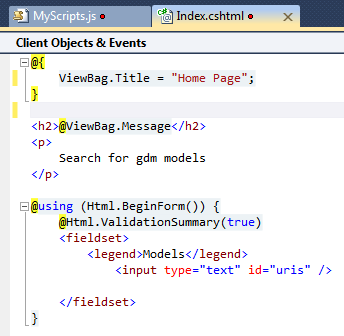 MyScripts.js
Index.cshtml
Client Objects & Events
@{
ViewBag.Title = "Home Page";
}
<h2>@ViewBag.Message</h2>
<p>
Search for gdm models
</p>
@using (Html.BeginForm()) {
@Html.ValidationSummary(true)
<fieldset>
<legend>Models</legend>
<input type="text" id="uris" />
</fieldset>
}